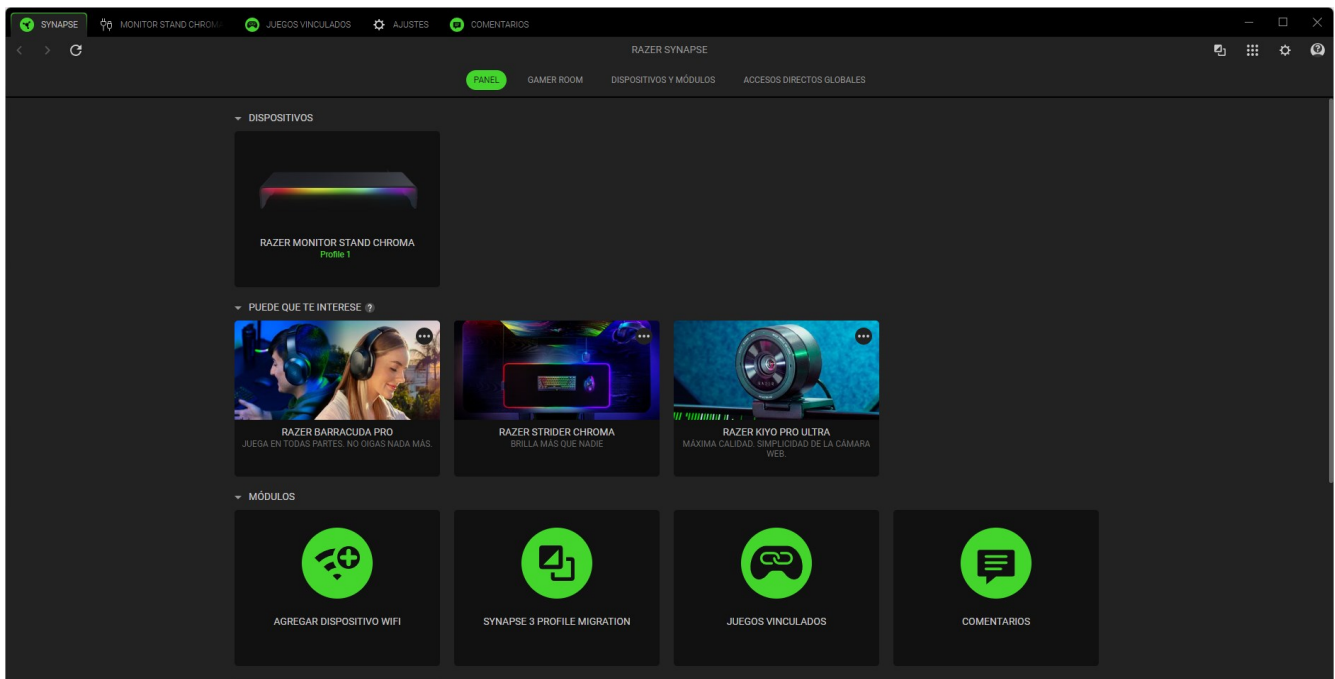 SYNAPSE
MONITOR STAND CHROMA
JUEGOS VINCULADOS
AJUSTES
COMENTARIOS
RAZER SYNAPSE
PANEL
GAMER ROOM
DISPOSITIVOS Y MÓDULOS
ACCESOS DIRECTOS GLOBALES
DISPOSITIVOS
RAZER MONITOR STAND CHROMA
Profile 1
PUEDE QUE TE INTERESE ?
RAZER BARRACUDA PRO
JUEGA EN TODAS PARTES. NO OIGAS NADA MÁS.
RAZER STRIDER CHROMA
BRILLA MÁS QUE NADIE
RAZER KIYO PRO ULTRA
MÁXIMA CALIDAD. SIMPLICIDAD DE LA CÁMARA
WEB.
MÓDULOS
AGREGAR DISPOSITIVO WIFI
SYNAPSE 3 PROFILE MIGRATION
JUEGOS VINCULADOS
COMENTARIOS